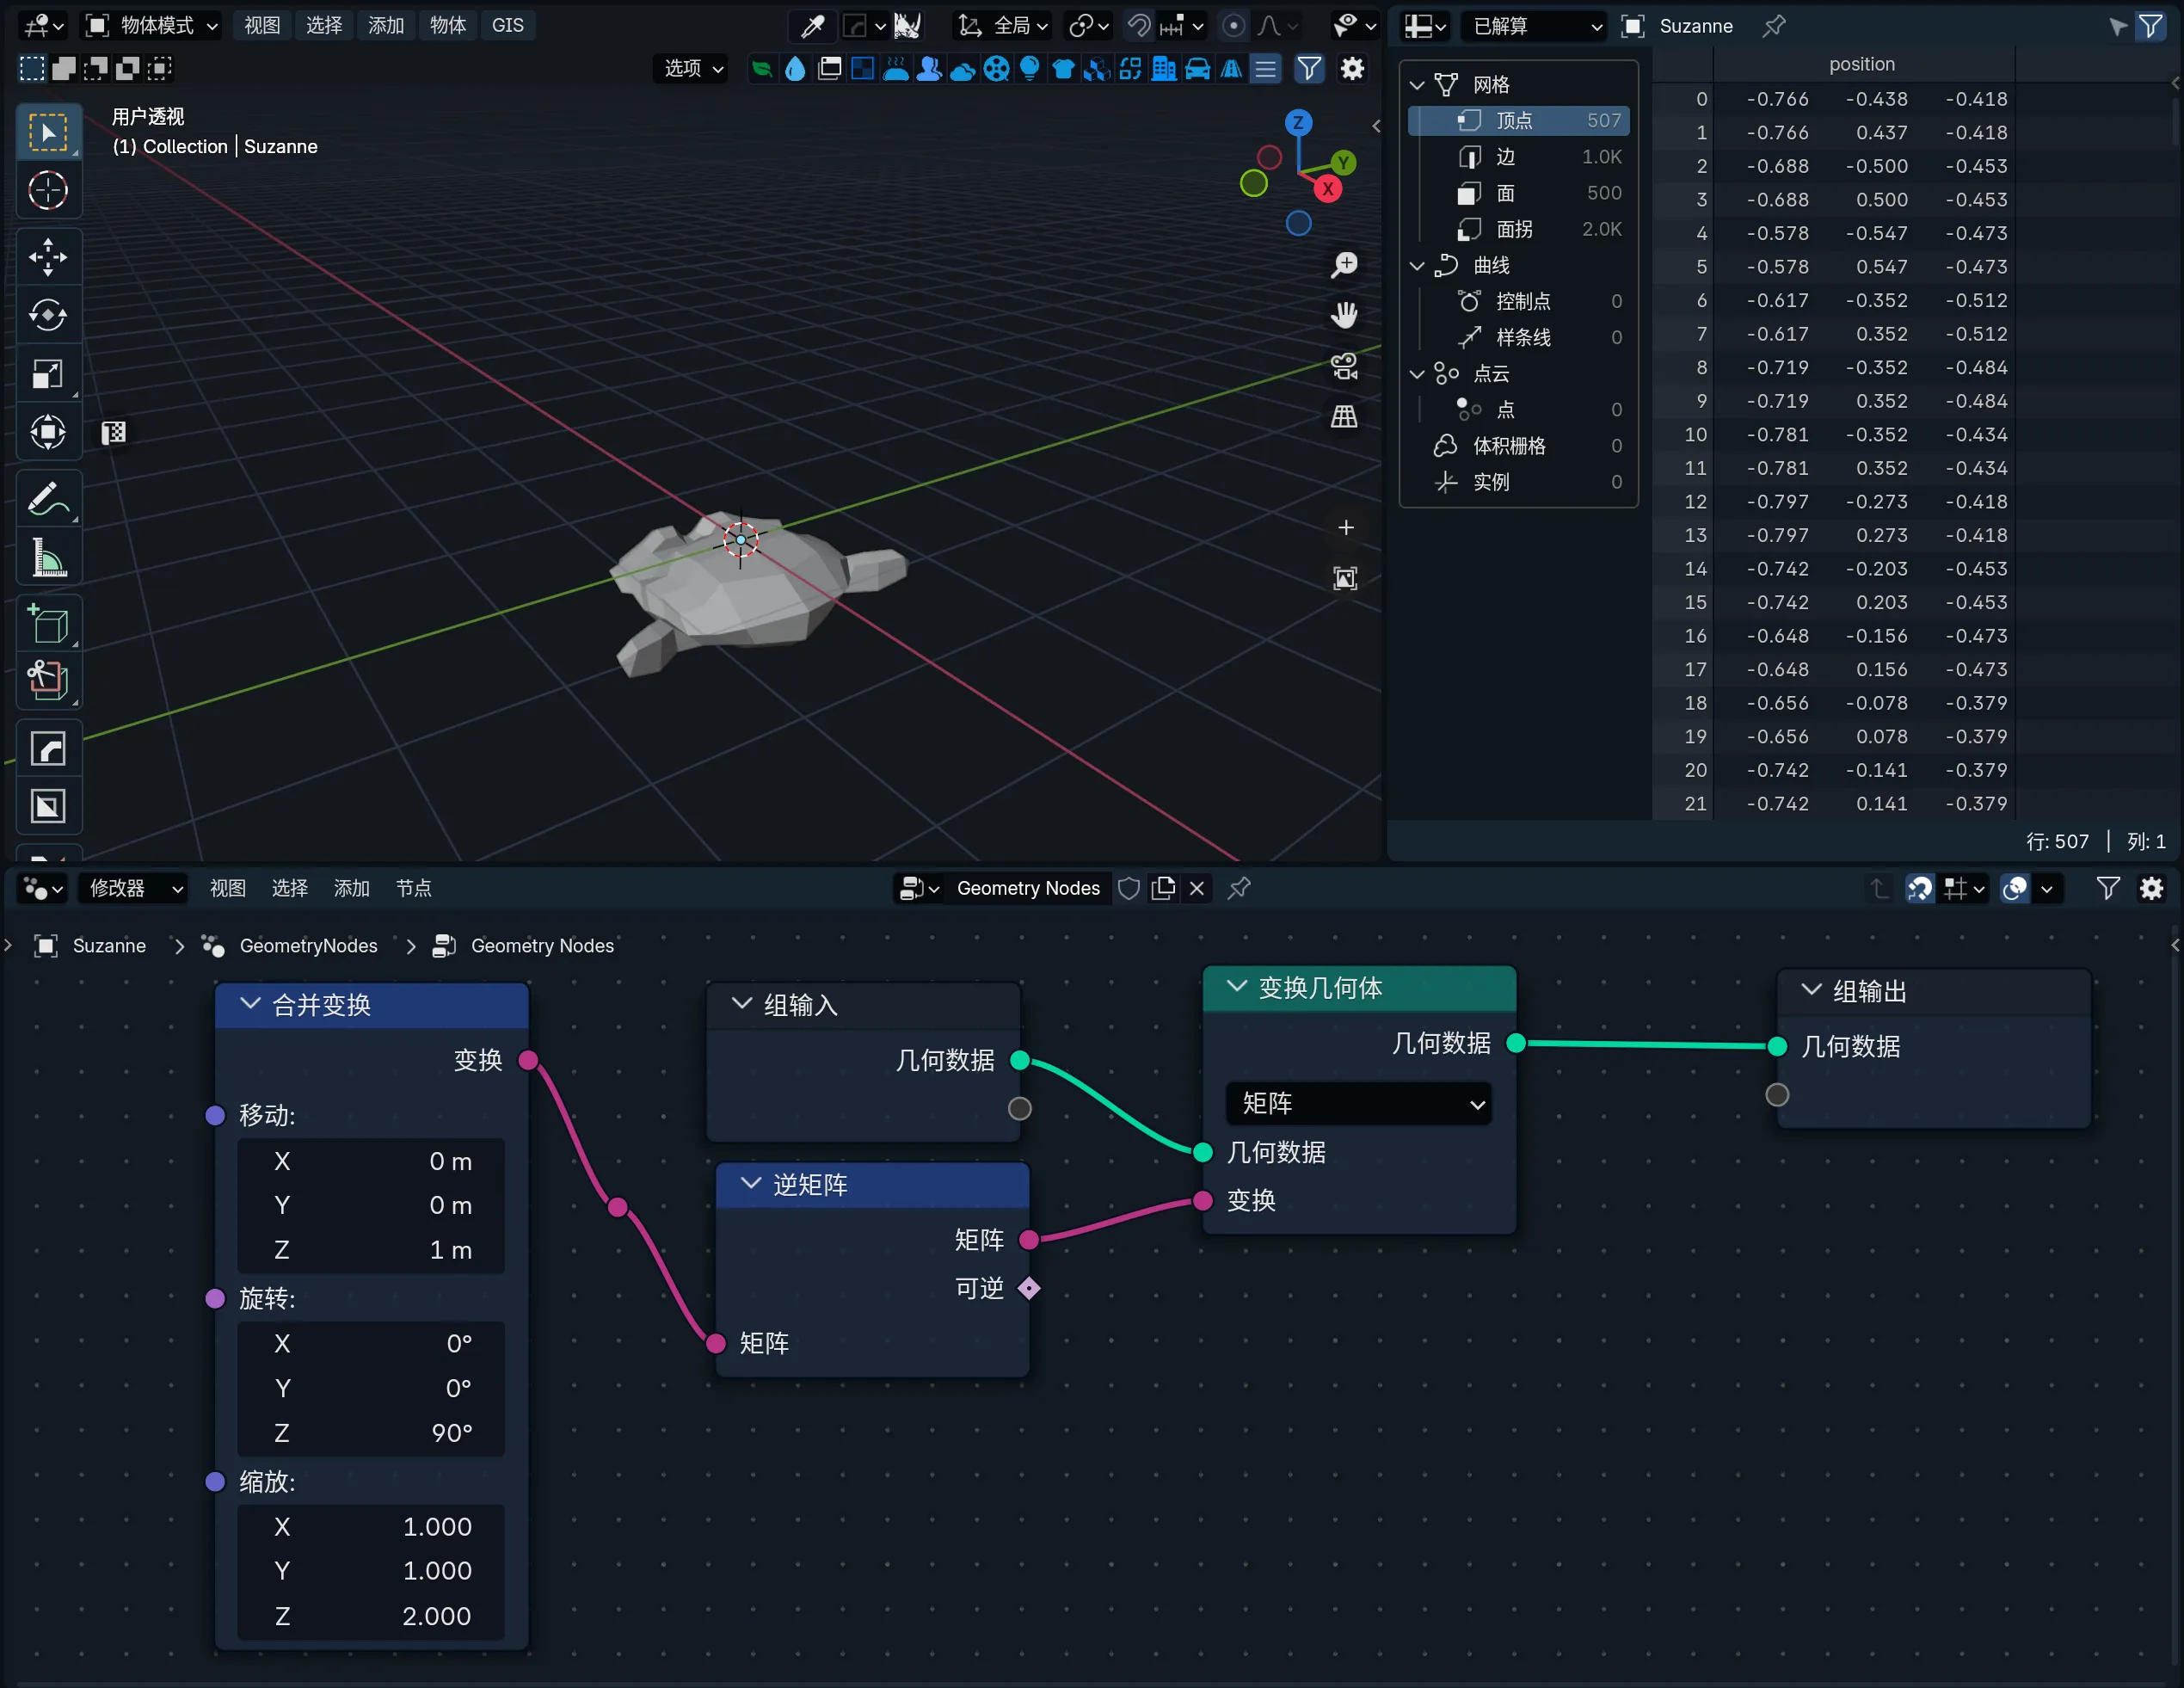 物体模式 视图 选择 添加 物体 GIS 全局
选项
用户透视
(1) Collection | Suzanne
Z
Y
X
已解算 Suzanne
网格
顶点 507
边 1.0K
面 500
面拐 2.0K
曲线
控制点 0
样条线 0
点云
点 0
体积栅格 0
实例 0
position
0 -0.766 -0.438 -0.418
1 -0.766 0.437 -0.418
2 -0.688 -0.500 -0.453
3 -0.688 0.500 -0.453
4 -0.578 -0.547 -0.473
5 -0.578 0.547 -0.473
6 -0.617 -0.352 -0.512
7 -0.617 0.352 -0.512
8 -0.719 -0.352 -0.484
9 -0.719 0.352 -0.484
10 -0.781 -0.352 -0.434
11 -0.781 0.352 -0.434
12 -0.797 -0.273 -0.418
13 -0.797 0.273 -0.418
14 -0.742 -0.203 -0.453
15 -0.742 0.203 -0.453
16 -0.648 -0.156 -0.473
17 -0.648 0.156 -0.473
18 -0.656 -0.078 -0.379
19 -0.656 0.078 -0.379
20 -0.742 -0.141 -0.379
21 -0.742 0.141 -0.379
行: 507 | 列: 1
修改器 视图 选择 添加 节点 Geometry Nodes
Suzanne > GeometryNodes > Geometry Nodes
合并变换
变换
移动:
X 0 m
Y 0 m
Z 1 m
旋转:
X 0°
Y 0°
Z 90°
缩放:
X 1.000
Y 1.000
Z 2.000
组输入
几何数据
逆矩阵
矩阵
可逆
矩阵
变换几何体
几何数据
矩阵
几何数据
变换
组输出
几何数据